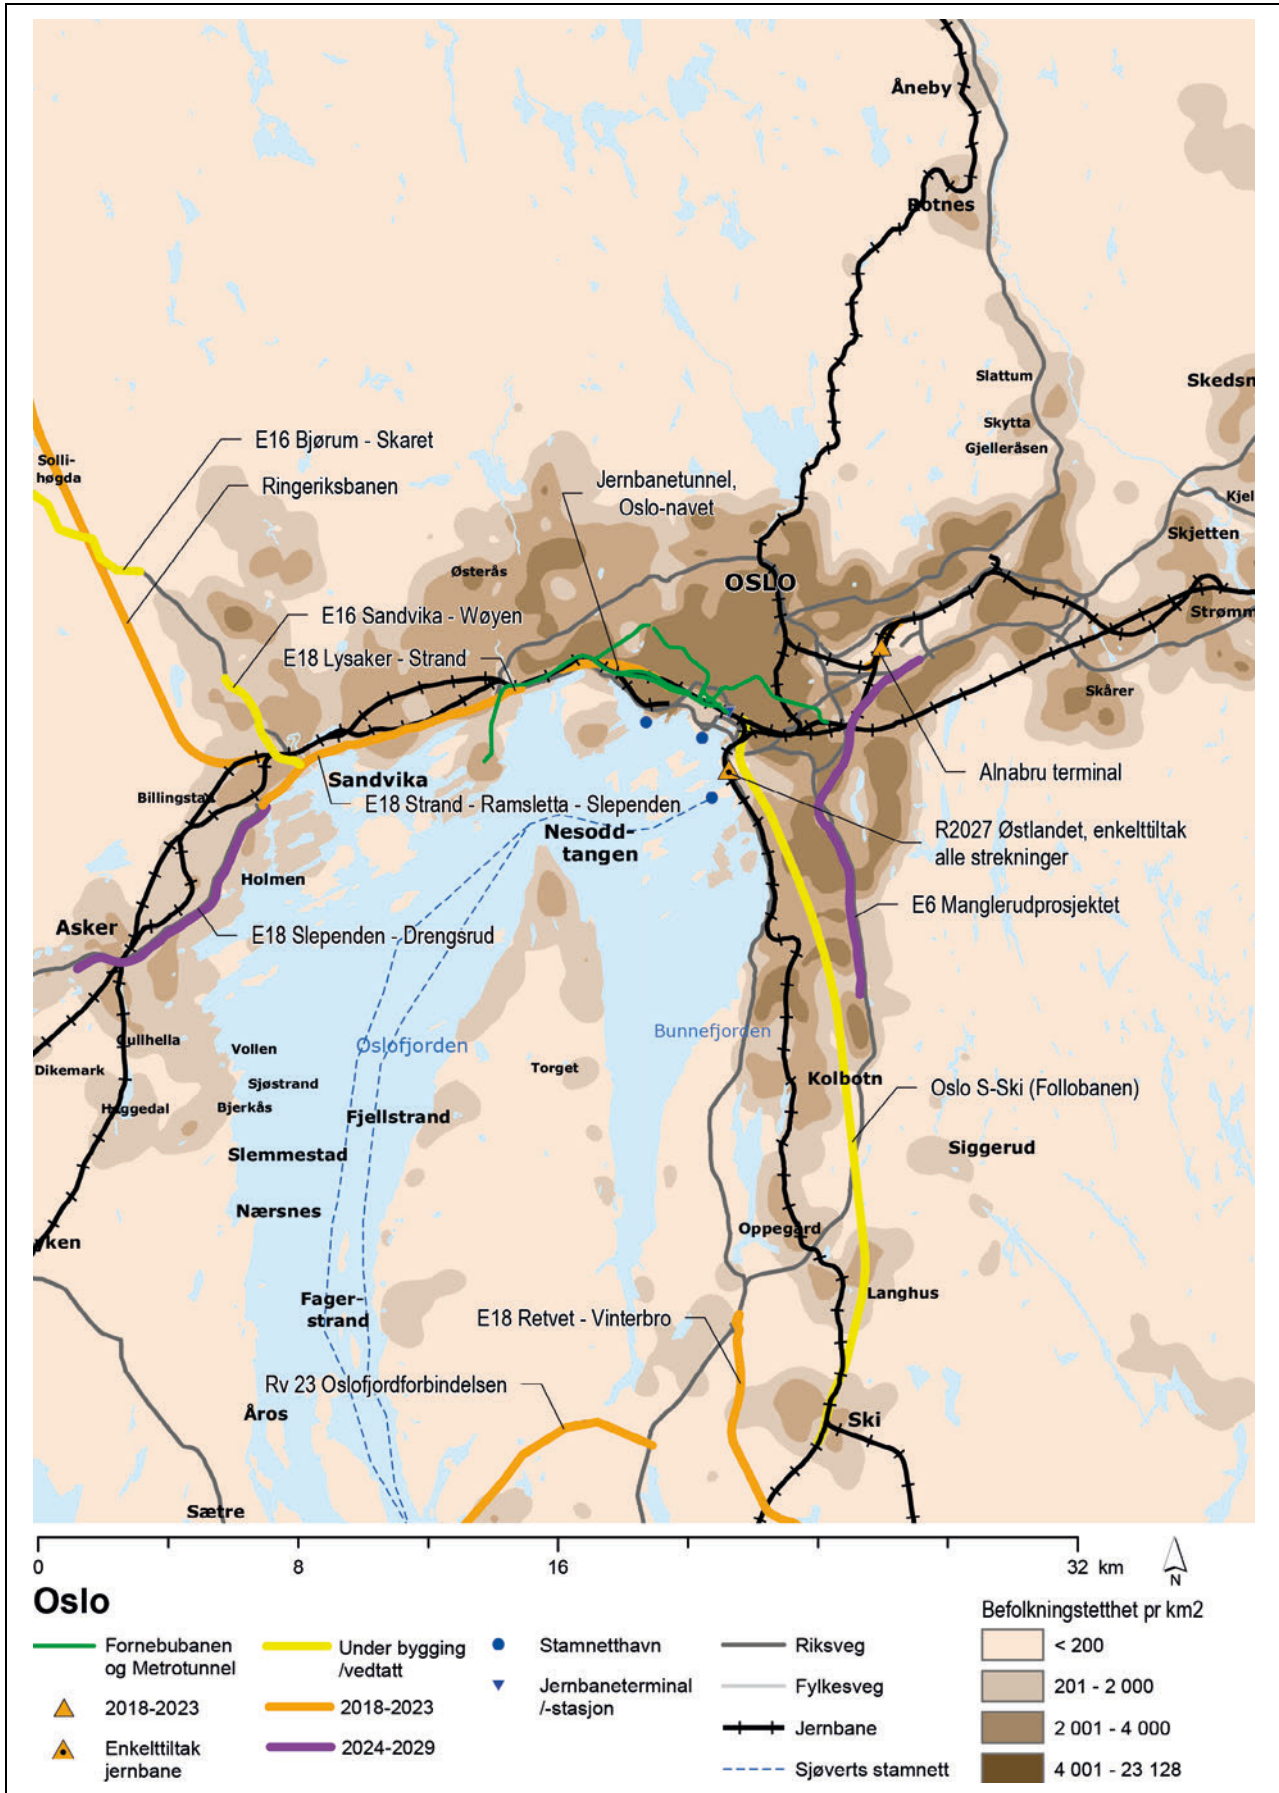 Åneby
Rotnes
Slattum
Skedsn
Skytta
Gjelleråsen
E16 Bjørum - Skaret
Solli-
høgda
Ringeriksbanen
Jernbanetunnel,
Oslo-navet
Kjel
Skjetten
Østerås
OSLO
E16 Sandvika - Wøyen
Strømm
E18 Lysaker - Strand
Skårer
Sandvika
Alnabru terminal
Billingstad
E18 Strand - Ramsletta - Slependen
Nesodd-
tangen
R2027 Østlandet, enkelttiltak
alle strekninger
Holmen
E6 Manglerudprosjektet
Asker
E18 Slependen - Drengsrud
Bunnefjorden
Oslofjorden
Gullhella
Vollen
Dikemark
Torget
Sjøstrand
Kolbotn
Oslo S-Ski (Follobanen)
Heggedal
Bjerkås
Fjellstrand
Slemmestad
Siggerud
Nærsnes
Oppegård
ken
Langhus
Fager-
strand
E18 Retvet - Vinterbro
Rv 23 Oslofjordforbindelsen
Åros
Ski
Sætre
0 8 16 32 km
N
Oslo
Fornebubanen
og Metrotunnel
2018-2023
Enkelttiltak
jernbane
Under bygging
/vedtatt
2018-2023
2024-2029
Stamnetthavn
Jernbaneterminal
/-stasjon
Riksveg
Fylkesveg
Jernbane
Sjøverts stamnett
Befolkningstetthet pr km2
< 200
201 - 2 000
2 001 - 4 000
4 001 - 23 128